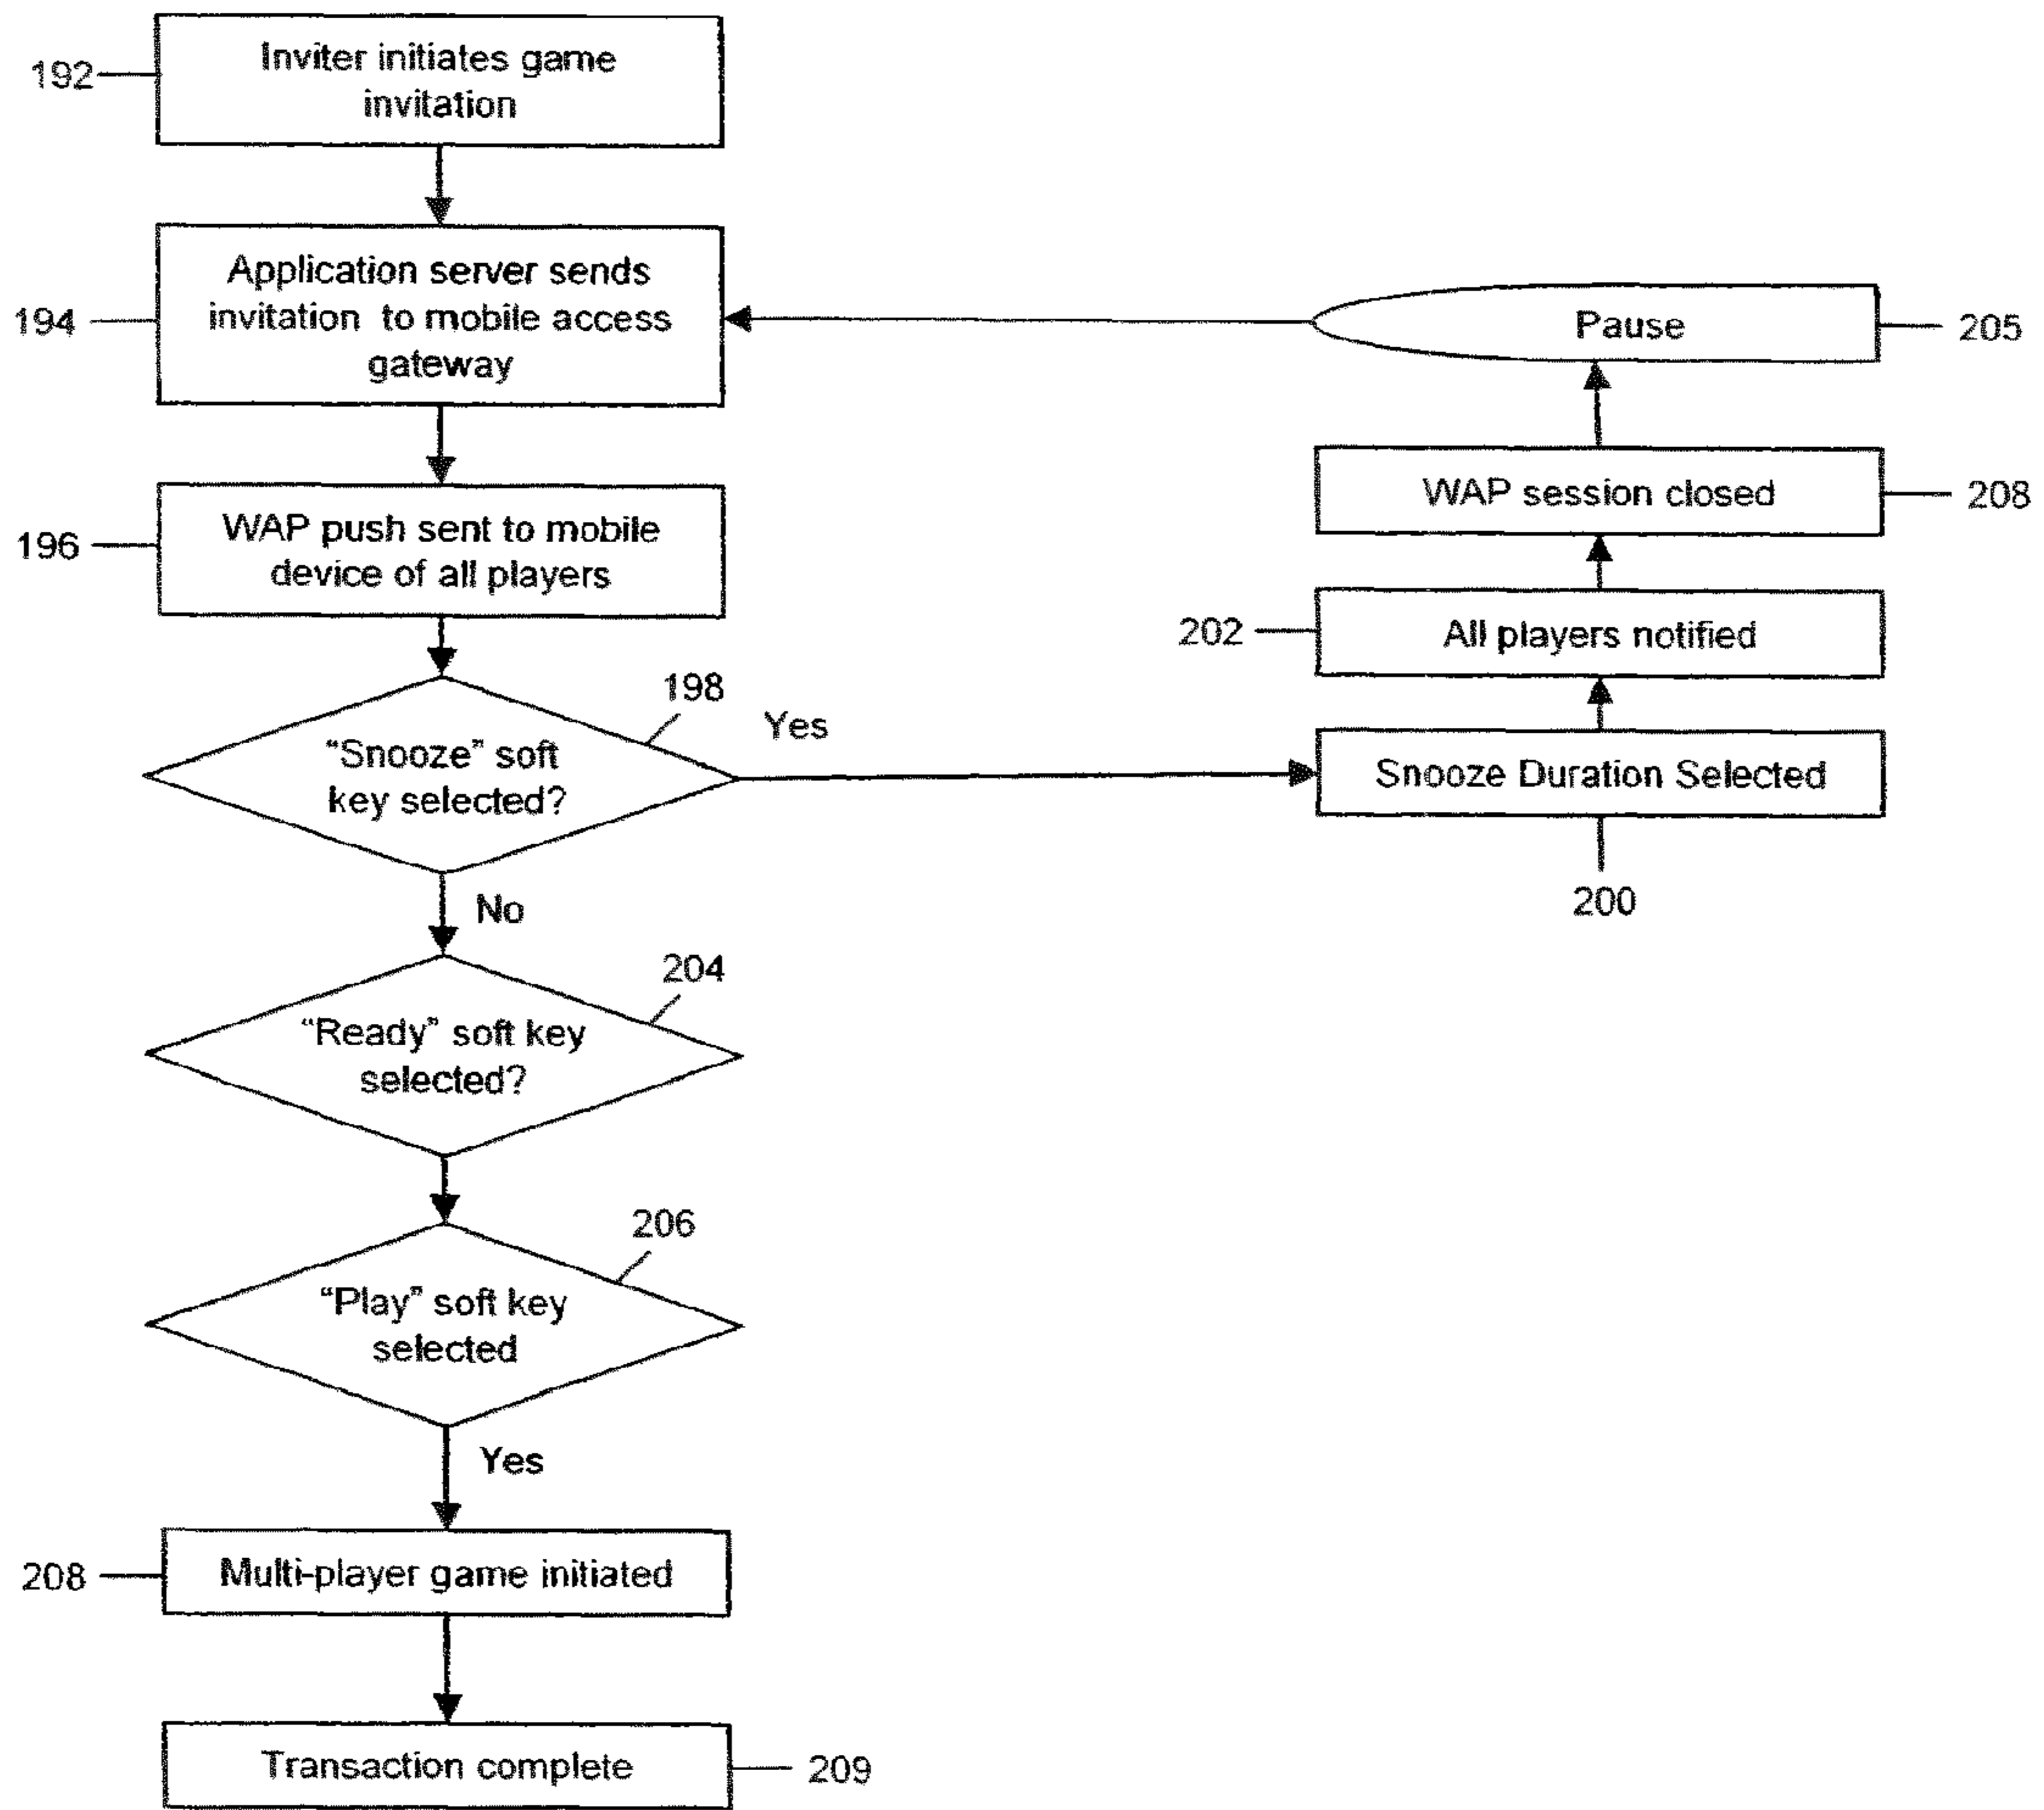 192
Inviter initiates game
invitation
194
Application server sends
invitation to mobile access
gateway
Pause
205
WAP session closed
208
196
WAP push sent to mobile
device of all players
202
All players notified
198
Yes
“Snooze” soft
key selected?
Snooze Duration Selected
200
No
204
“Ready” soft key
selected?
206
“Play” soft key
selected
Yes
208
Multi-player game initiated
Transaction complete
209